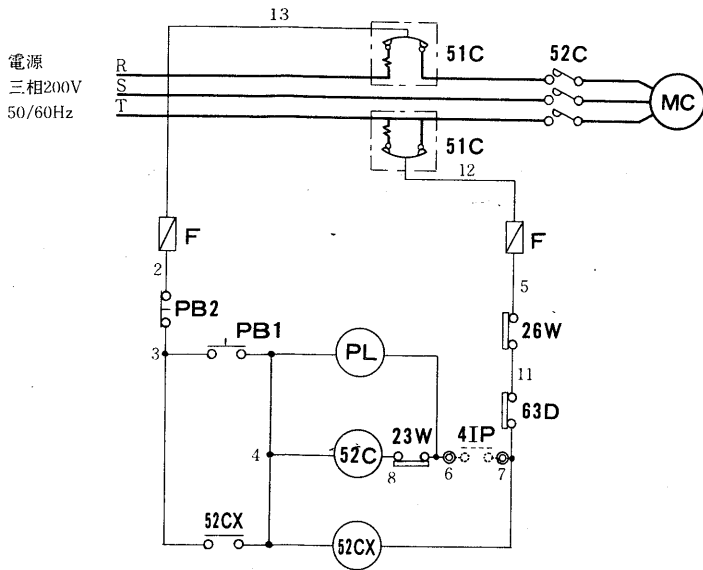 13
電源
三相200V
50/60Hz
R
S
T
51C
52C
MC
51C
12
F
F
2
5
PB2
26W
PB1
3
PL
11
63D
4
52C
23W
8
41P
6
7
52CX
52CX